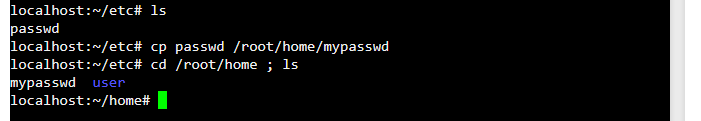 localhost:~/etc# ls
passwd
localhost:~/etc# cp passwd /root/home/mypasswd
localhost:~/etc# cd /root/home ; ls
mypasswd  user
localhost:~/home#